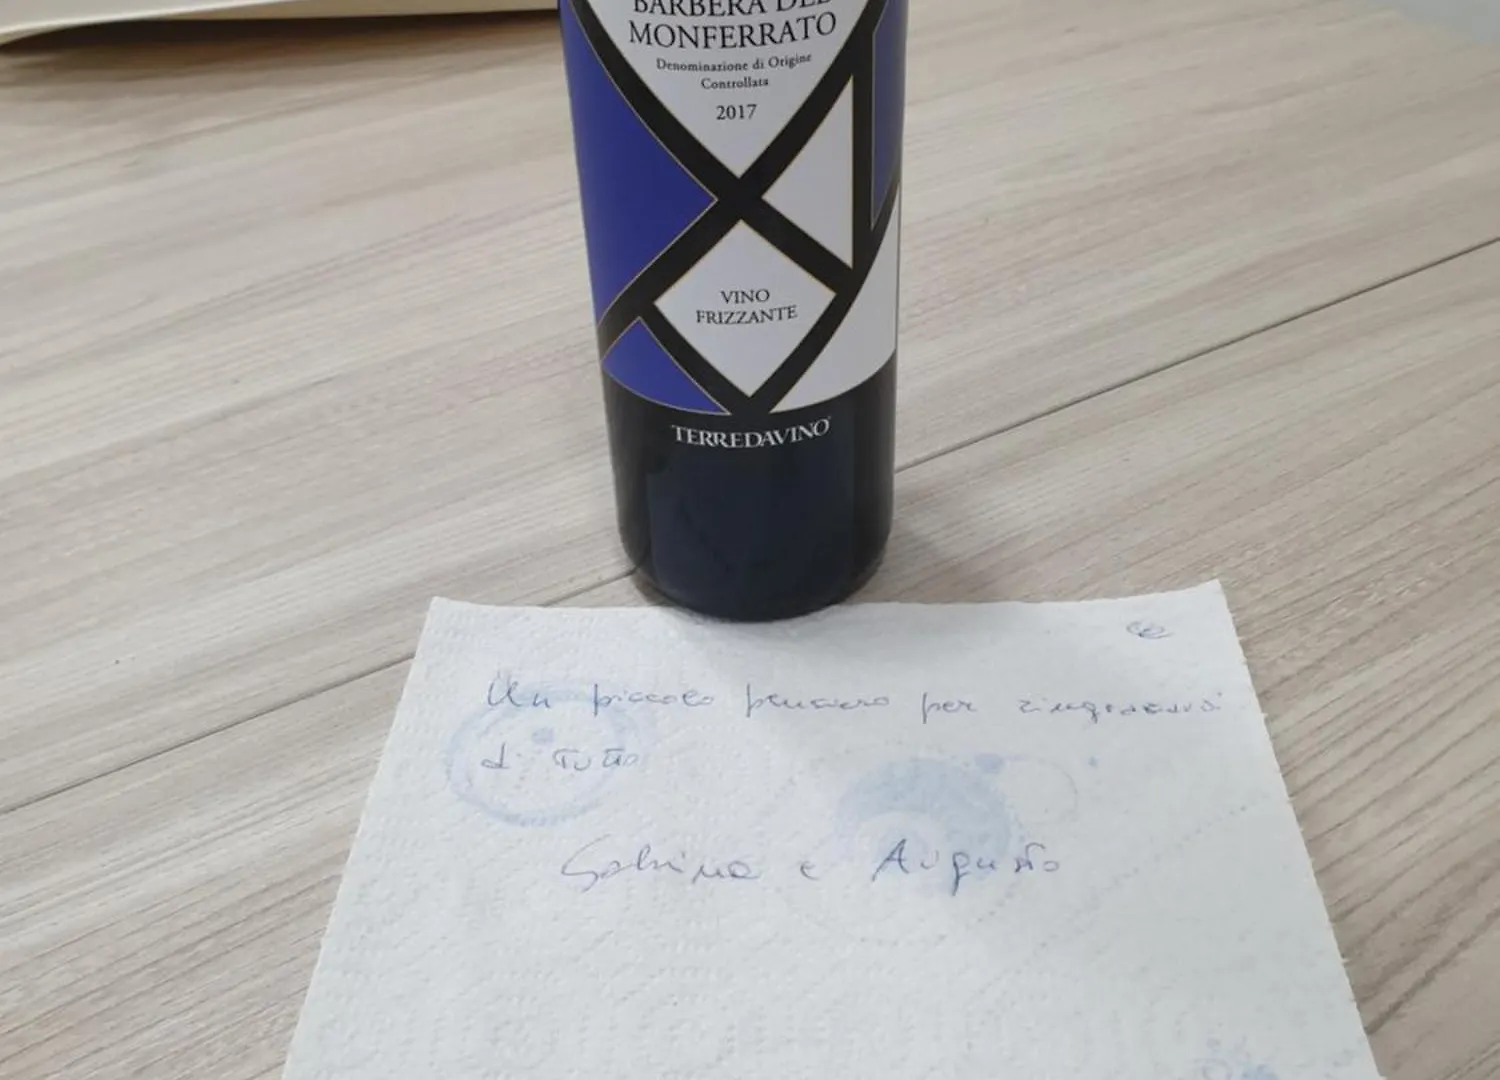 BARBERA DEL
MONFERRATO
Denominazione di Origine
Controllata
2017
VINO
FRIZZANTE
TERREDAVINO
Un piccolo pensiero per ringraziarvi
di tutto
Sabrina e Augusto